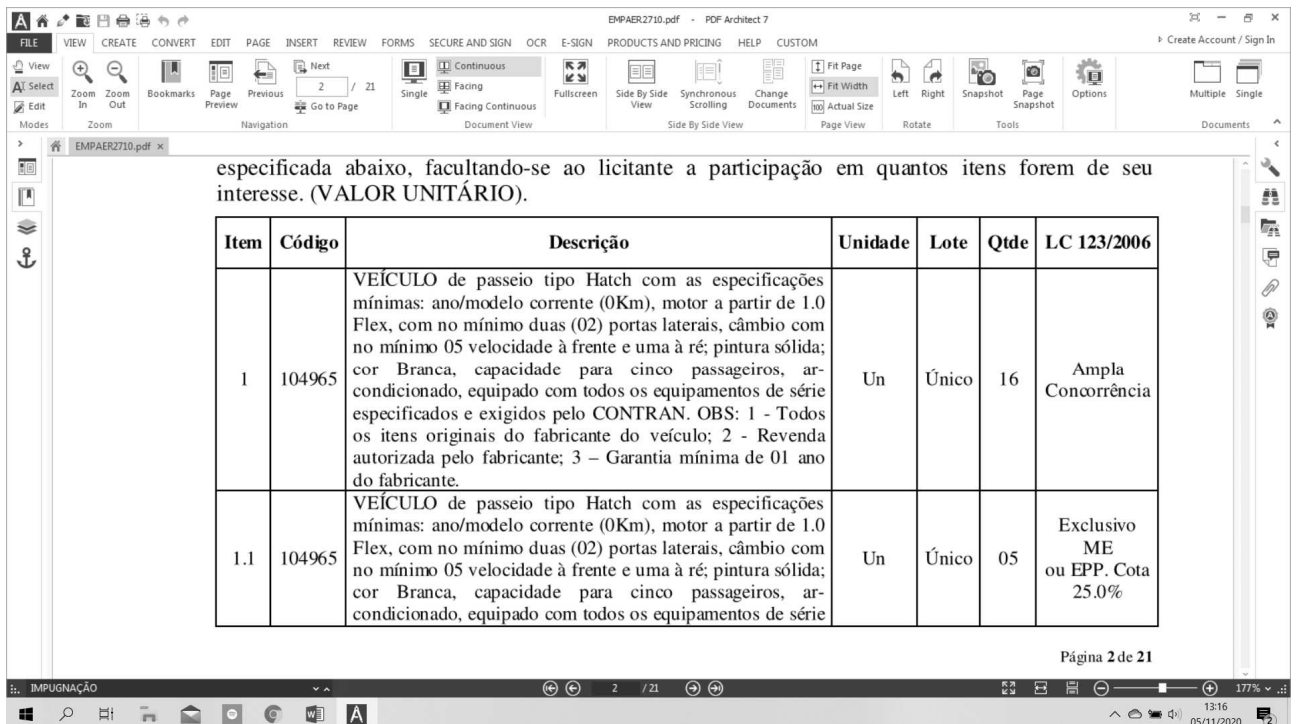 EMPAER2710.pdf - PDF Architect 7
FILE VIEW CREATE CONVERT EDIT PAGE INSERT REVIEW FORMS SECURE AND SIGN OCR E-SIGN PRODUCTS AND PRICING HELP CUSTOM
Create Account / Sign In
View
Select
Edit
Modes
Zoom In
Zoom Out
Zoom
Bookmarks
Page Preview
Previous
Next
2 / 21
Go to Page
Navigation
Single
Continuous
Facing
Facing Continuous
Document View
Fullscreen
Side By Side View
Synchronous Scrolling
Change Documents
Side By Side View
Fit Page
Fit Width
Actual Size
Page View
Left
Right
Rotate
Snapshot
Page Snapshot
Tools
Options
Multiple
Single
Documents
EMPAER2710.pdf ×
especificada abaixo, facultando-se ao licitante a participação em quantos itens forem de seu
interesse. (VALOR UNITÁRIO).
Item Código Descrição Unidade Lote Qtde LC 123/2006
1
104965
VEÍCULO de passeio tipo Hatch com as especificações
mínimas: ano/modelo corrente (0Km), motor a partir de 1.0
Flex, com no mínimo duas (02) portas laterais, câmbio com
no mínimo 05 velocidade à frente e uma à ré; pintura sólida;
cor Branca, capacidade para cinco passageiros, ar-
condicionado, equipado com todos os equipamentos de série
especificados e exigidos pelo CONTRAN. OBS: 1 - Todos
os itens originais do fabricante do veículo; 2 - Revenda
autorizada pelo fabricante; 3 – Garantia mínima de 01 ano
do fabricante.
Un
Único
16
Ampla
Concorrência
1.1
104965
VEÍCULO de passeio tipo Hatch com as especificações
mínimas: ano/modelo corrente (0Km), motor a partir de 1.0
Flex, com no mínimo duas (02) portas laterais, câmbio com
no mínimo 05 velocidade à frente e uma à ré; pintura sólida;
cor Branca, capacidade para cinco passageiros, ar-
condicionado, equipado com todos os equipamentos de série
Un
Único
05
Exclusivo
ME
ou EPP. Cota
25.0%
Página 2 de 21
IMPUGNAÇÃO
2 / 21
177%
13:16
05/11/2020